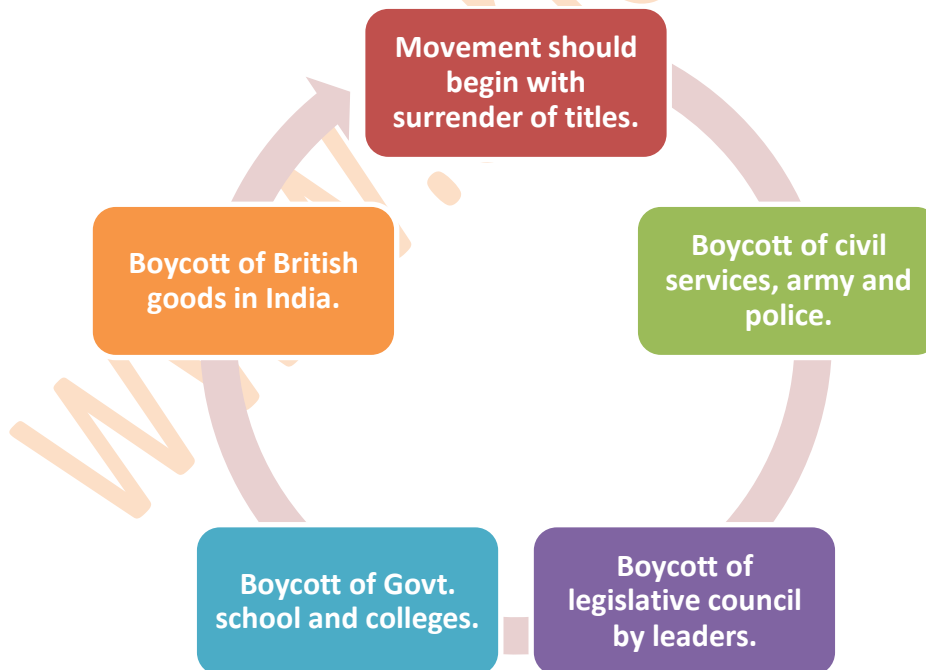 Movement should
begin with
surrender of titles.
Boycott of civil
services, army and
police.
Boycott of
legislative council
by leaders.
Boycott of Govt.
school and colleges.
Boycott of British
goods in India.